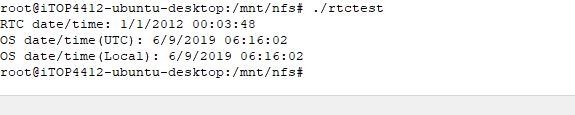 root@iTOP4412-ubuntu-desktop:/mnt/nfs# ./rtctest
RTC date/time: 1/1/2012 00:03:48
OS date/time(UTC): 6/9/2019 06:16:02
OS date/time(Local): 6/9/2019 06:16:02
root@iTOP4412-ubuntu-desktop:/mnt/nfs#